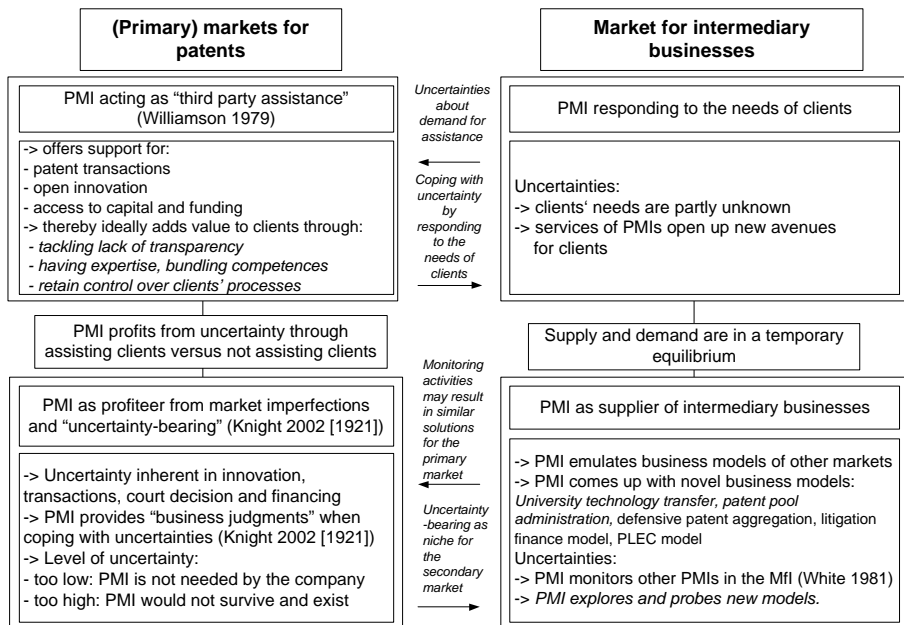 (Primary) markets for
patents
Market for intermediary
businesses
PMI acting as “third party assistance”
(Williamson 1979)
-> offers support for:
- patent transactions
- open innovation
- access to capital and funding
-> thereby ideally adds value to clients through:
- tackling lack of transparency
- having expertise, bundling competences
- retain control over clients’ processes
Uncertainties
about
demand for
assistance
Coping with
uncertainty
by
responding
to the
needs of
clients
PMI responding to the needs of clients
Uncertainties:
-> clients‘ needs are partly unknown
-> services of PMIs open up new avenues
for clients
PMI profits from uncertainty through
assisting clients versus not assisting clients
Supply and demand are in a temporary
equilibrium
PMI as profiteer from market imperfections
and “uncertainty-bearing” (Knight 2002 [1921])
-> Uncertainty inherent in innovation,
transactions, court decision and financing
-> PMI provides “business judgments” when
coping with uncertainties (Knight 2002 [1921])
-> Level of uncertainty:
- too low: PMI is not needed by the company
- too high: PMI would not survive and exist
Monitoring
activities
may result
in similar
solutions
for the
primary
market
Uncertainty
-bearing as
niche for
the
secondary
market
PMI as supplier of intermediary businesses
-> PMI emulates business models of other markets
-> PMI comes up with novel business models:
University technology transfer, patent pool
administration, defensive patent aggregation, litigation
finance model, PLEC model
Uncertainties:
-> PMI monitors other PMIs in the MfI (White 1981)
-> PMI explores and probes new models.